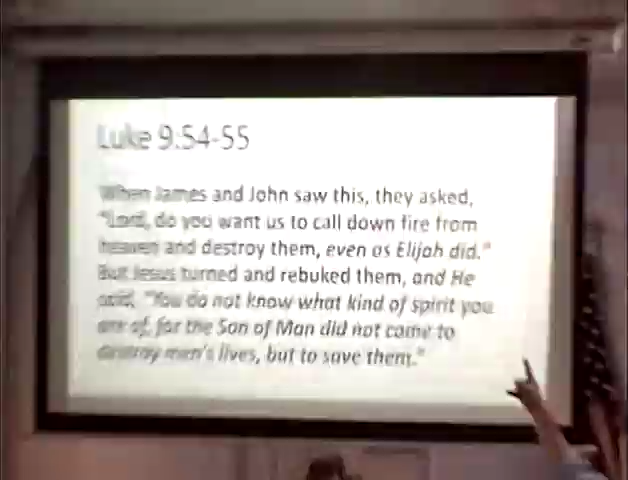 Luke 9:54-55
When James and John saw this, they asked,
"Lord, do you want us to call down fire from
heaven and destroy them, even as Elijah did."
But Jesus turned and rebuked them, and He
said, "You do not know what kind of spirit you
are of, for the Son of Man did not come to
destroy men's lives, but to save them."